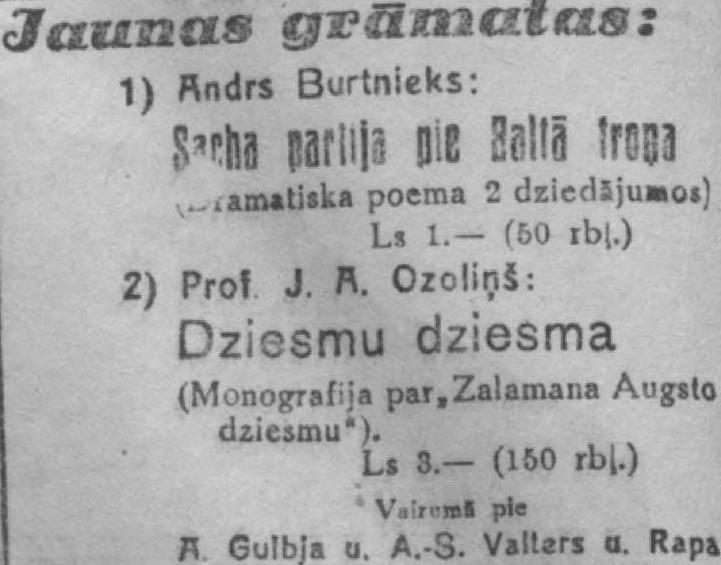 Jaunas grāmatas:
1) Andrs Burtnieks:
Sacha partija pie Baltā troņa
(Dramatiska poema 2 dziedājumos)
Ls 1.— (50 rbļ.)
2) Prof. J. A. Ozoliņš:
Dziesmu dziesma
(Monografija par „Zalamana Augsto
dziesmu“).
Ls 3.— (150 rbļ.)
Vairumā pie
A. Gulbja u. A.-S. Valters u. Rapa